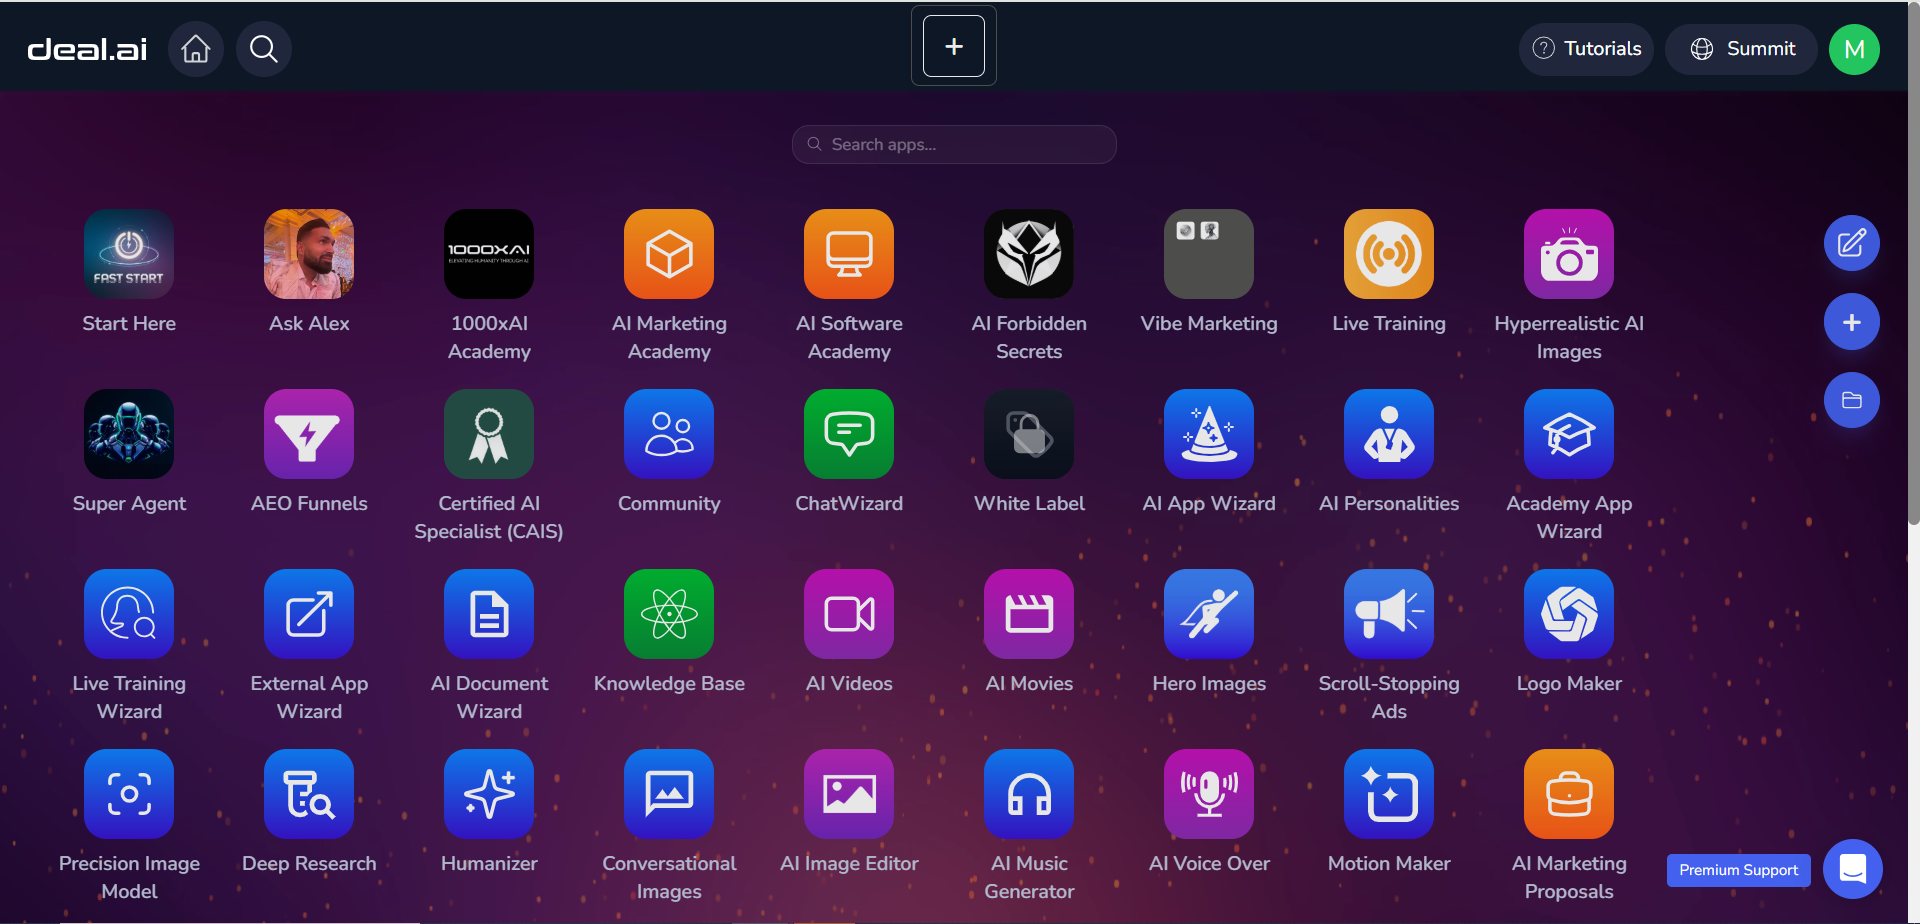 deal.ai
+
? Tutorials
Summit
M
Search apps...
FAST START
1000XAI
ELEVATING HUMANITY THROUGH AI
Start Here
Ask Alex
1000xAI
Academy
AI Marketing
Academy
AI Software
Academy
AI Forbidden
Secrets
Vibe Marketing
Live Training
Hyperrealistic AI
Images
Super Agent
AEO Funnels
Certified AI
Specialist (CAIS)
Community
ChatWizard
White Label
AI App Wizard
AI Personalities
Academy App
Wizard
Live Training
Wizard
External App
Wizard
AI Document
Wizard
Knowledge Base
AI Videos
AI Movies
Hero Images
Scroll-Stopping
Ads
Logo Maker
Precision Image
Model
Deep Research
Humanizer
Conversational
Images
AI Image Editor
AI Music
Generator
AI Voice Over
Motion Maker
AI Marketing
Proposals
Premium Support